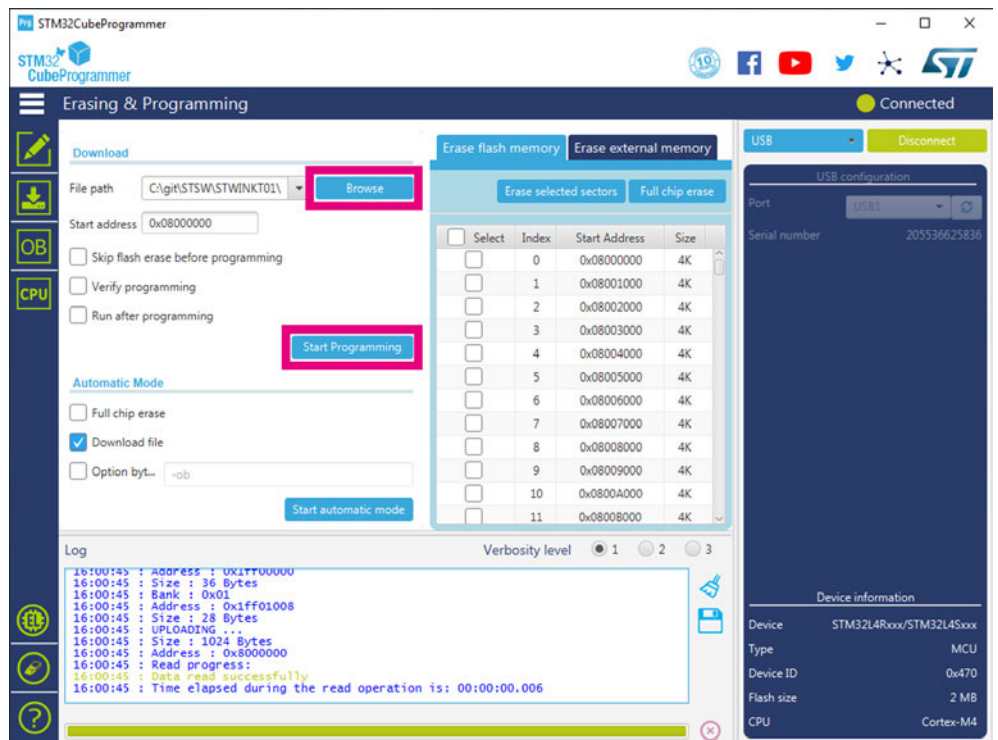 Prg STM32CubeProgrammer
STM32
CubeProgrammer
10
Erasing & Programming
Connected
Download
File path C:\git\STSW\STWINKT01\ Browse
Start address 0x08000000
Skip flash erase before programming
Verify programming
Run after programming
Start Programming
Automatic Mode
Full chip erase
Download file
Option byt... -ob
Start automatic mode
OB
CPU
Erase flash memory Erase external memory
Erase selected sectors Full chip erase
Select Index Start Address Size
0 0x08000000 4K
1 0x08001000 4K
2 0x08002000 4K
3 0x08003000 4K
4 0x08004000 4K
5 0x08005000 4K
6 0x08006000 4K
7 0x08007000 4K
8 0x08008000 4K
9 0x08009000 4K
10 0x0800A000 4K
11 0x0800B000 4K
USB Disconnect
USB configuration
Port USB1
Serial number 205536625836
Log Verbosity level 1 2 3
16:00:45 : Address : 0x1ff00000
16:00:45 : Size : 36 Bytes
16:00:45 : Bank : 0x01
16:00:45 : Address : 0x1ff01008
16:00:45 : Size : 28 Bytes
16:00:45 : UPLOADING ...
16:00:45 : Size : 1024 Bytes
16:00:45 : Address : 0x8000000
16:00:45 : Read progress:
16:00:45 : Data read successfully
16:00:45 : Time elapsed during the read operation is: 00:00:00.006
Device information
Device STM32L4Rxxx/STM32L4Sxxx
Type MCU
Device ID 0x470
Flash size 2 MB
CPU Cortex-M4